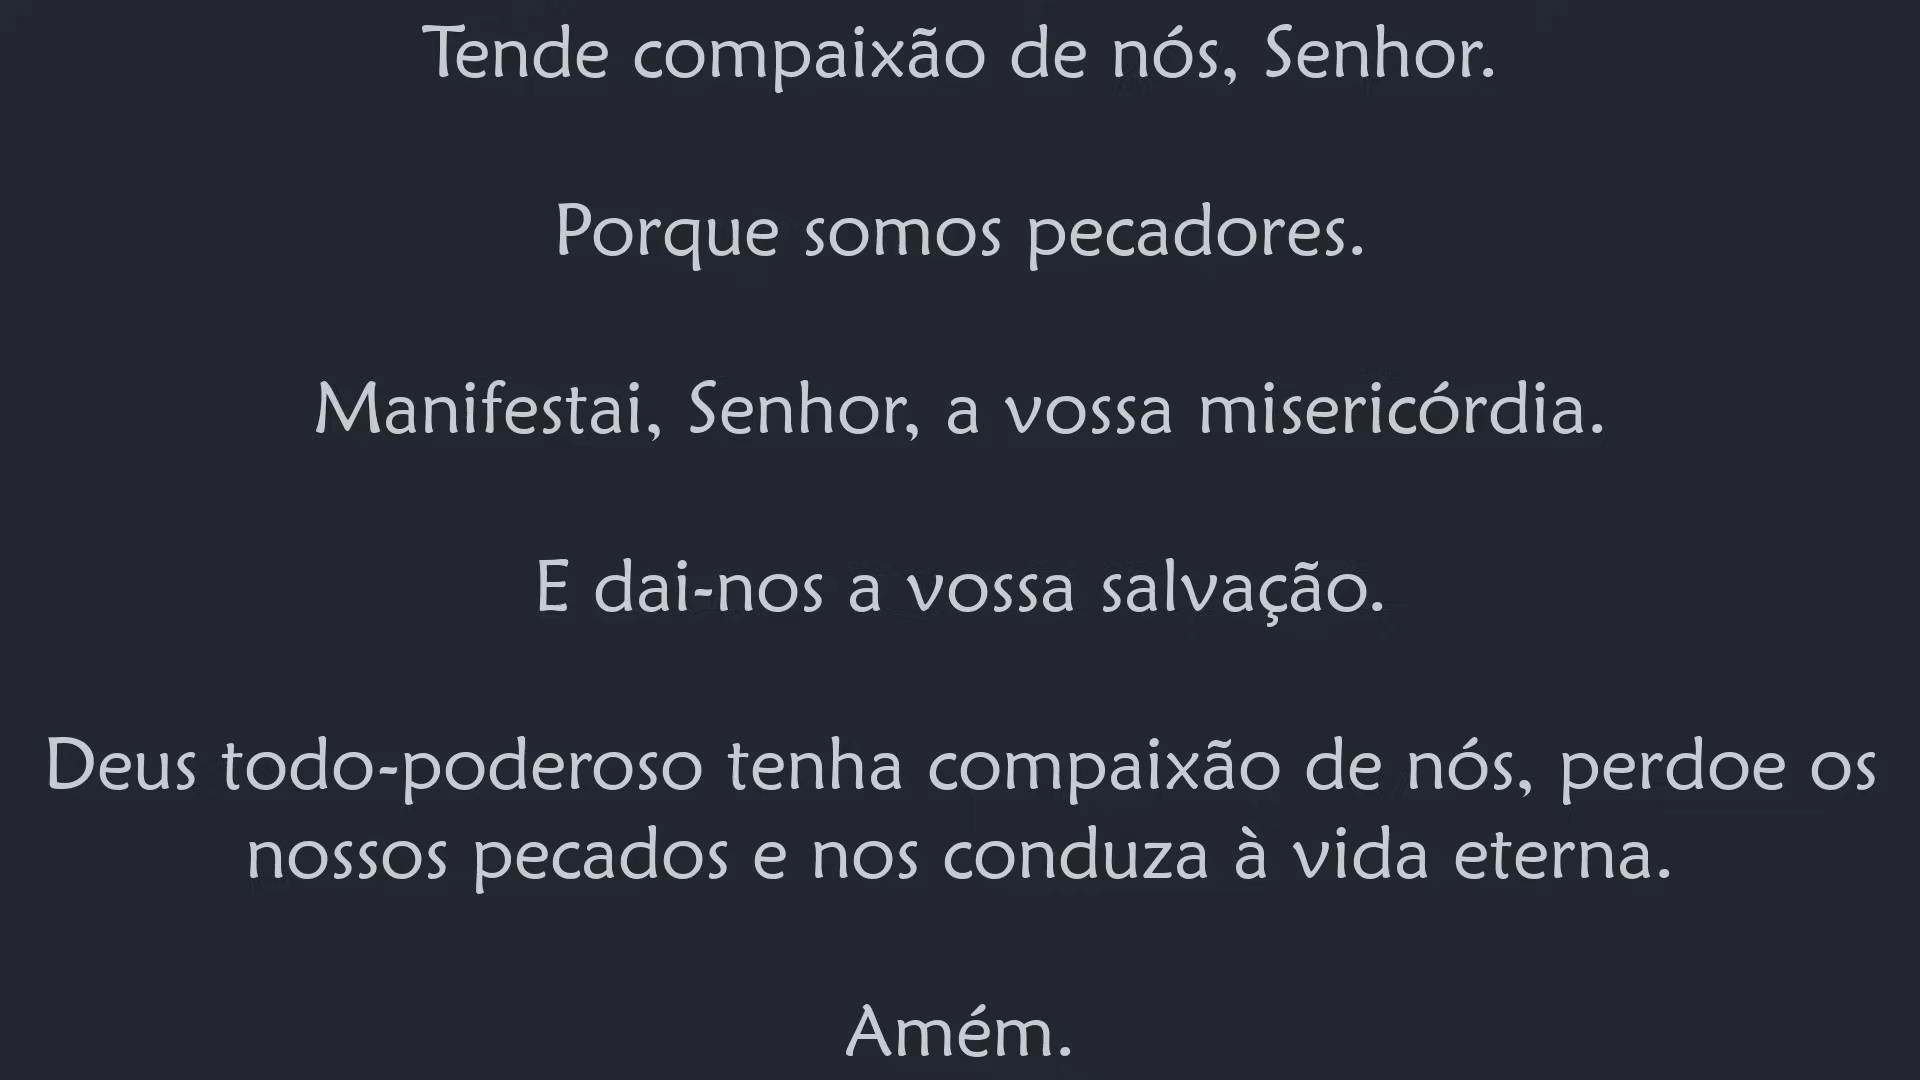 Tende compaixão de nós, Senhor.
Porque somos pecadores.
Manifestai, Senhor, a vossa misericórdia.
E dai-nos a vossa salvação.
Deus todo-poderoso tenha compaixão de nós, perdoe os
nossos pecados e nos conduza à vida eterna.
Amém.